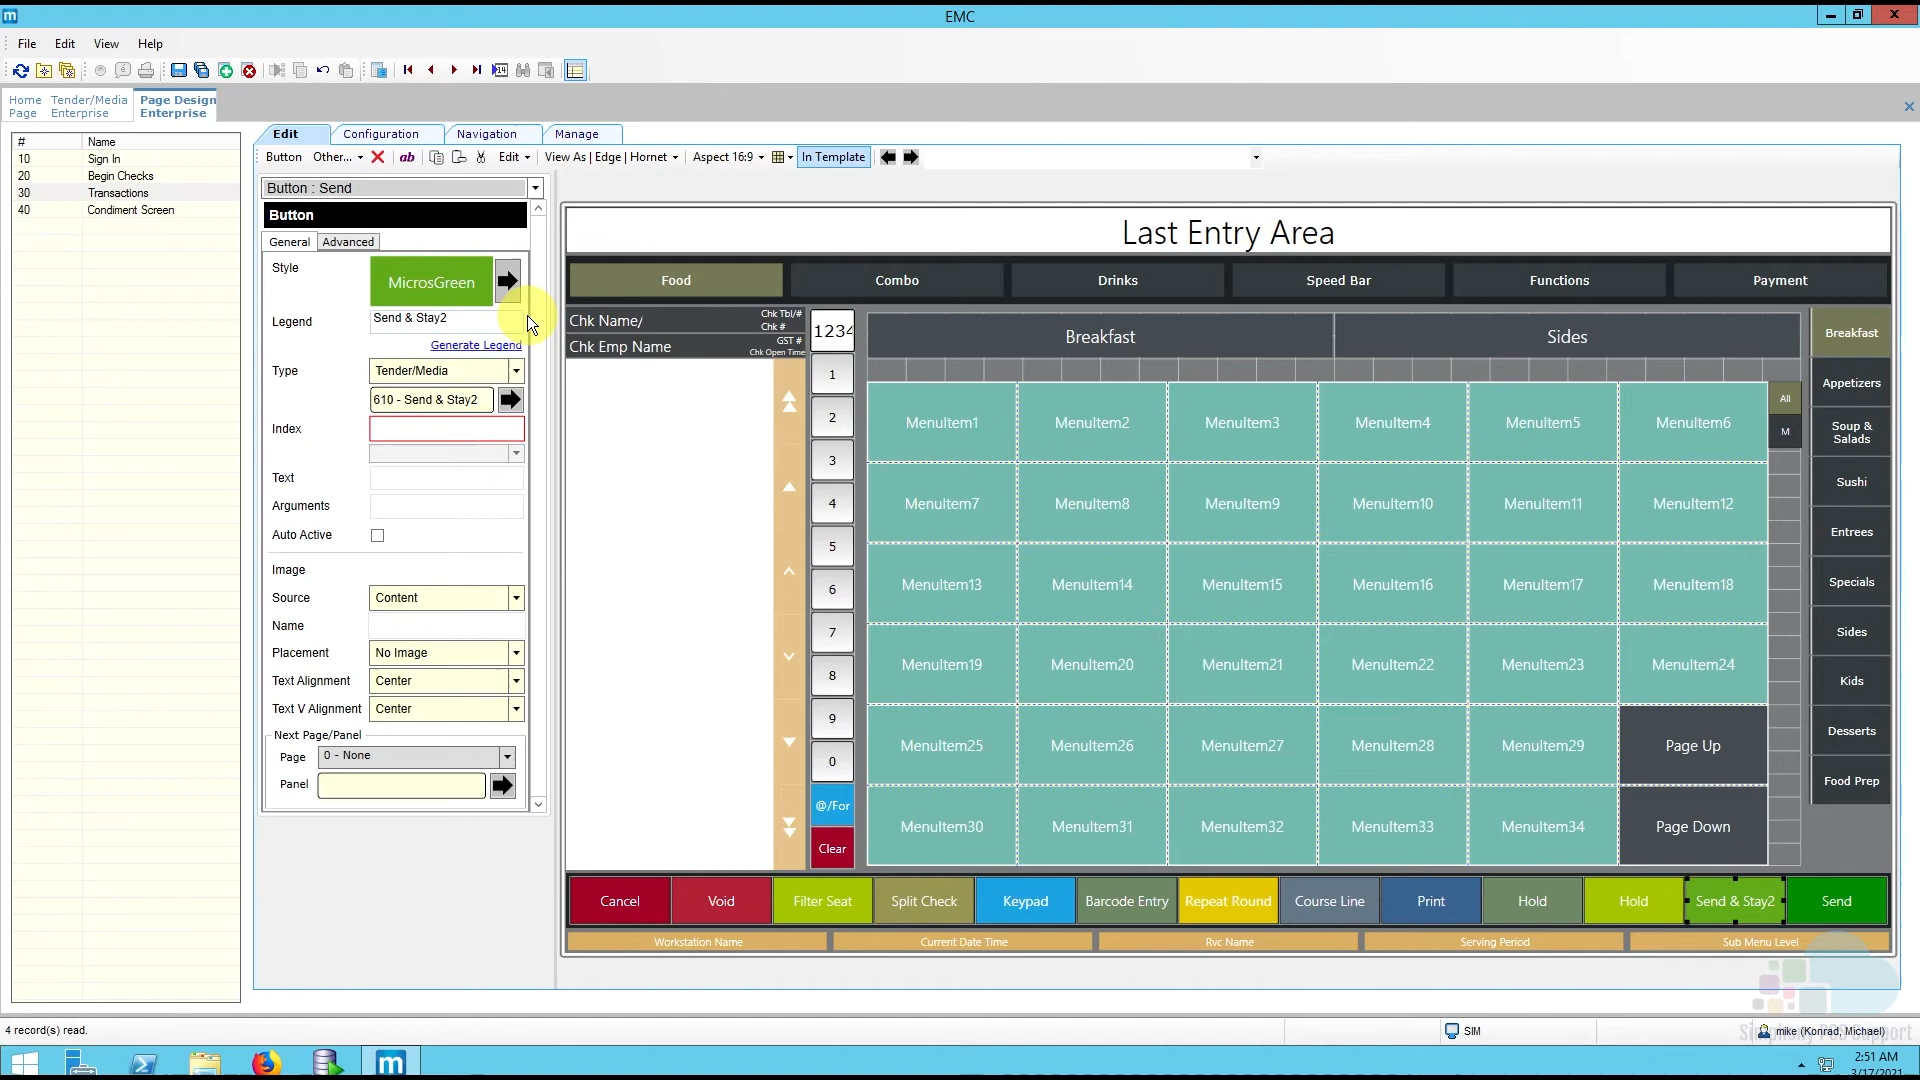 EMC
File Edit View Help
Home Page
Tender/Media Enterprise
Page Design Enterprise
# Name
10 Sign In
20 Begin Checks
30 Transactions
40 Condiment Screen
Edit Configuration Navigation Manage
Button Other... ab Edit View As | Edge | Hornet Aspect 16:9 In Template
Button : Send
Button
General Advanced
Style MicrosGreen
Legend Send & Stay2
Generate Legend
Type Tender/Media
610 - Send & Stay2
Index
Text
Arguments
Auto Active
Image
Source Content
Name
Placement No Image
Text Alignment Center
Text V Alignment Center
Next Page/Panel
Page 0 - None
Panel
Last Entry Area
Food Combo Drinks Speed Bar Functions Payment
Chk Name/ Chk Tbl/#
Chk #
Chk Emp Name GST #
Chk Open Time
1234
1
2
3
4
5
6
7
8
9
0
@/For
Clear
Breakfast Sides
MenuItem1 MenuItem2 MenuItem3 MenuItem4 MenuItem5 MenuItem6
MenuItem7 MenuItem8 MenuItem9 MenuItem10 MenuItem11 MenuItem12
MenuItem13 MenuItem14 MenuItem15 MenuItem16 MenuItem17 MenuItem18
MenuItem19 MenuItem20 MenuItem21 MenuItem22 MenuItem23 MenuItem24
MenuItem25 MenuItem26 MenuItem27 MenuItem28 MenuItem29 Page Up
MenuItem30 MenuItem31 MenuItem32 MenuItem33 MenuItem34 Page Down
All
M
Breakfast
Appetizers
Soup &
Salads
Sushi
Entrees
Specials
Sides
Kids
Desserts
Food Prep
Cancel Void Filter Seat Split Check Keypad Barcode Entry Repeat Round Course Line Print Hold Hold Send & Stay2 Send
Workstation Name Current Date Time Rvc Name Serving Period Sub Menu Level
4 record(s) read.
SIM
mike (Konrad, Michael)
Simphony POS Support
2:51 AM
3/17/2021